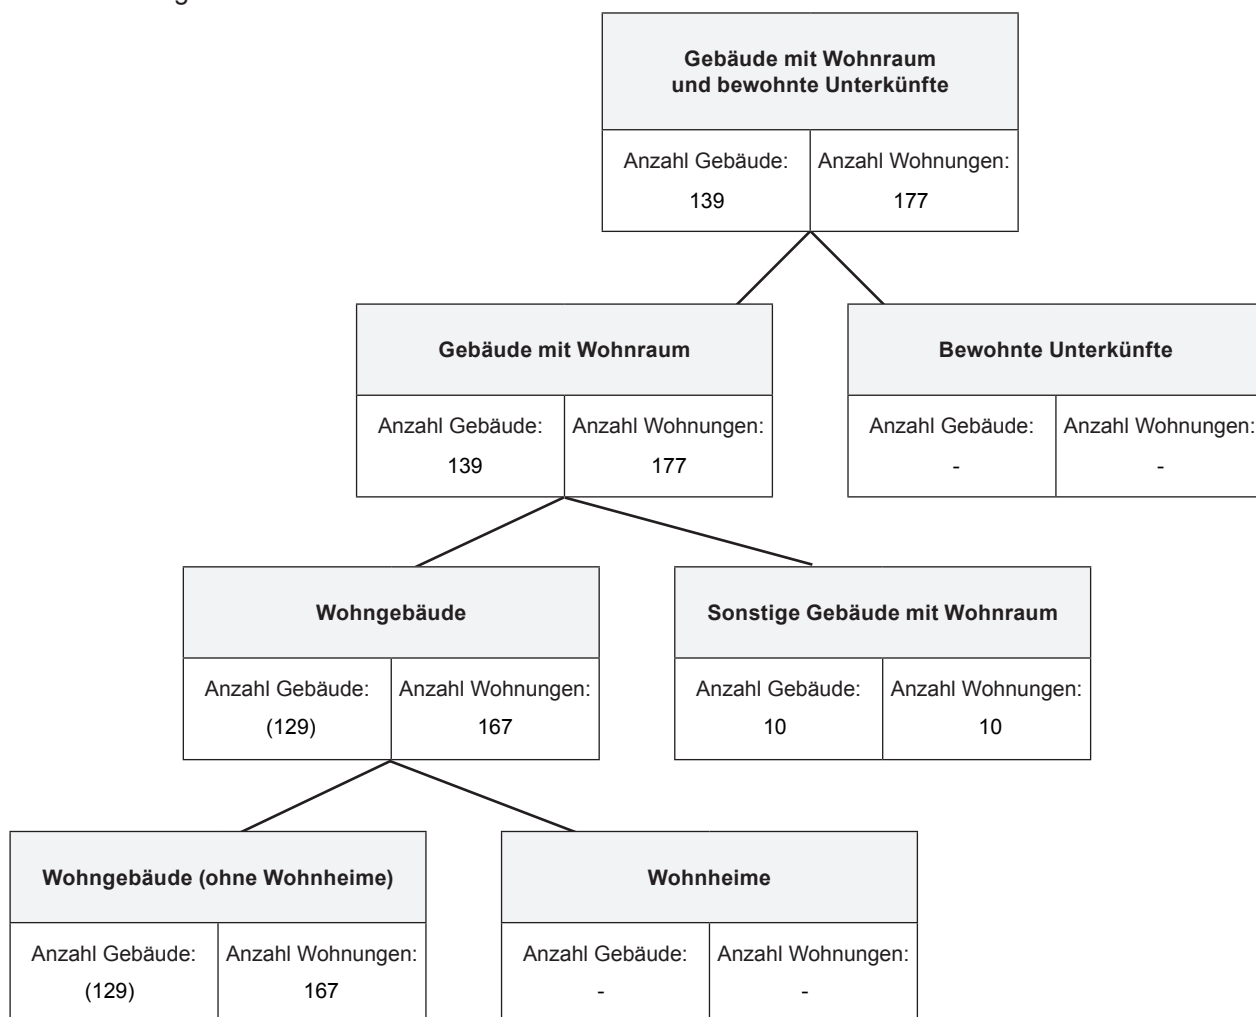 Gebäude mit Wohnraum
und bewohnte Unterkünfte
Anzahl Gebäude: Anzahl Wohnungen:
139 177
Gebäude mit Wohnraum
Bewohnte Unterkünfte
Anzahl Gebäude: Anzahl Wohnungen:
139 177
Anzahl Gebäude: Anzahl Wohnungen:
- -
Wohngebäude
Sonstige Gebäude mit Wohnraum
Anzahl Gebäude: Anzahl Wohnungen:
(129) 167
Anzahl Gebäude: Anzahl Wohnungen:
10 10
Wohngebäude (ohne Wohnheime)
Wohnheime
Anzahl Gebäude: Anzahl Wohnungen:
(129) 167
Anzahl Gebäude: Anzahl Wohnungen:
- -